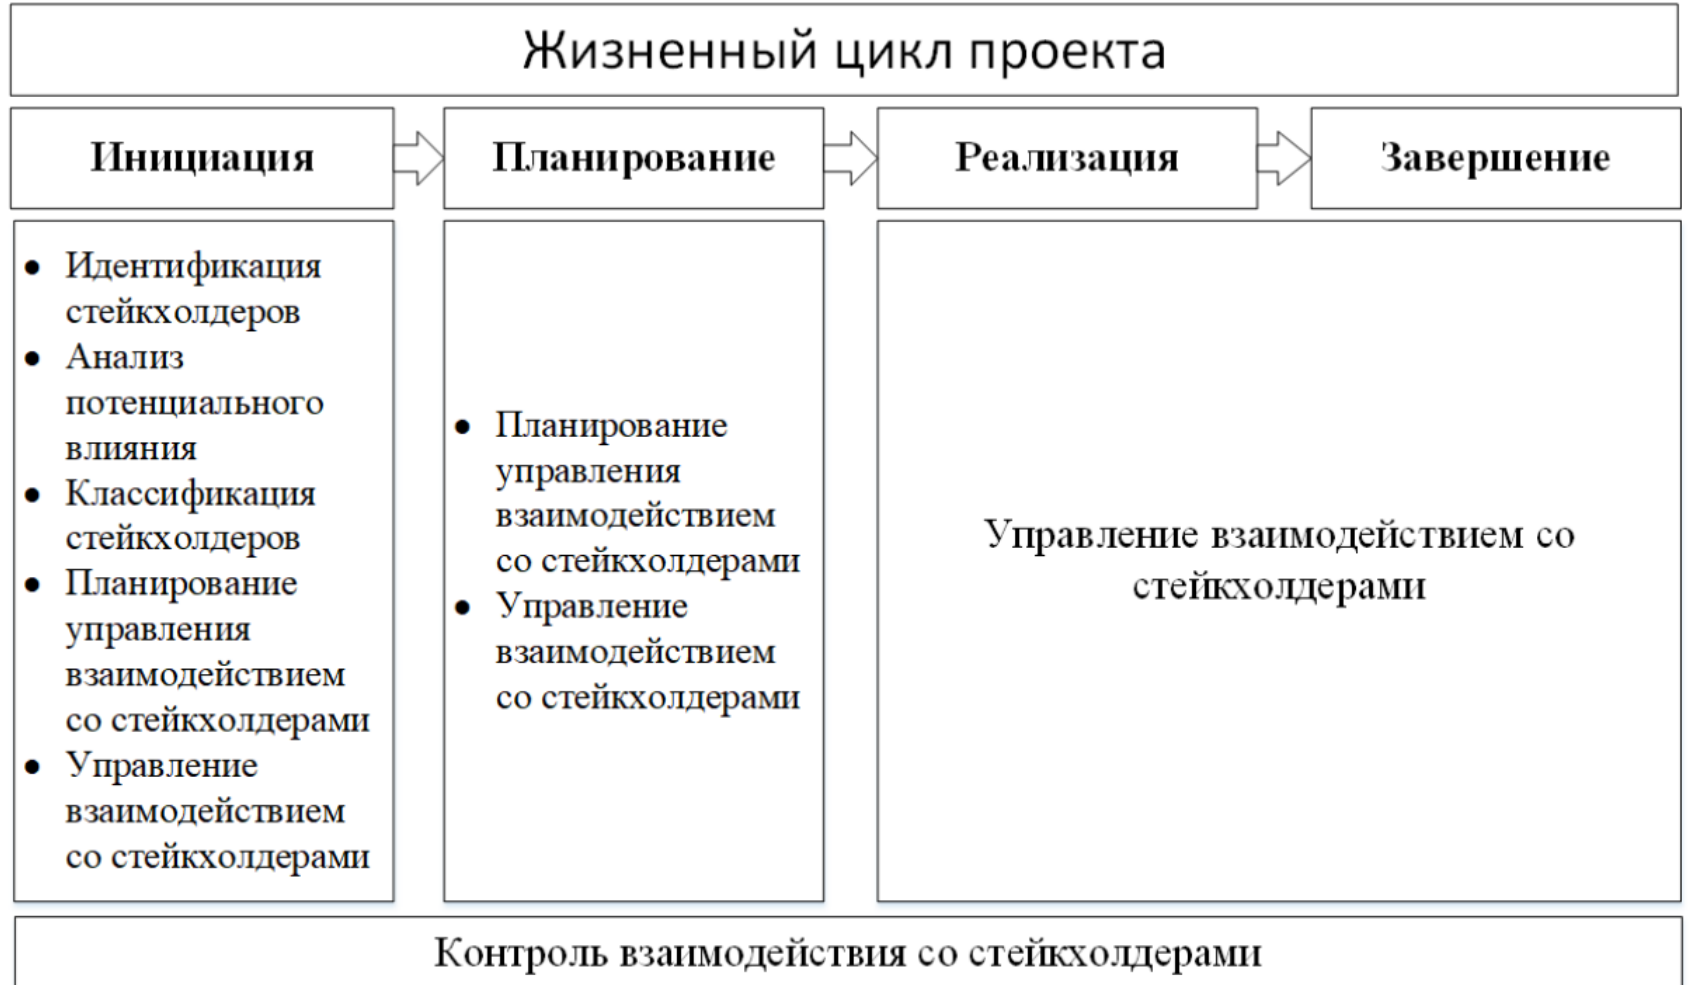 Жизненный цикл проекта
Инициация
Планирование
Реализация
Завершение
● Идентификация
стейкхолдеров
● Анализ
потенциального
влияния
● Классификация
стейкхолдеров
● Планирование
управления
взаимодействием
со стейкхолдерами
● Управление
взаимодействием
со стейкхолдерами
● Планирование
управления
взаимодействием
со стейкхолдерами
● Управление
взаимодействием
со стейкхолдерами
Управление взаимодействием со
стейкхолдерами
Контроль взаимодействия со стейкхолдерами